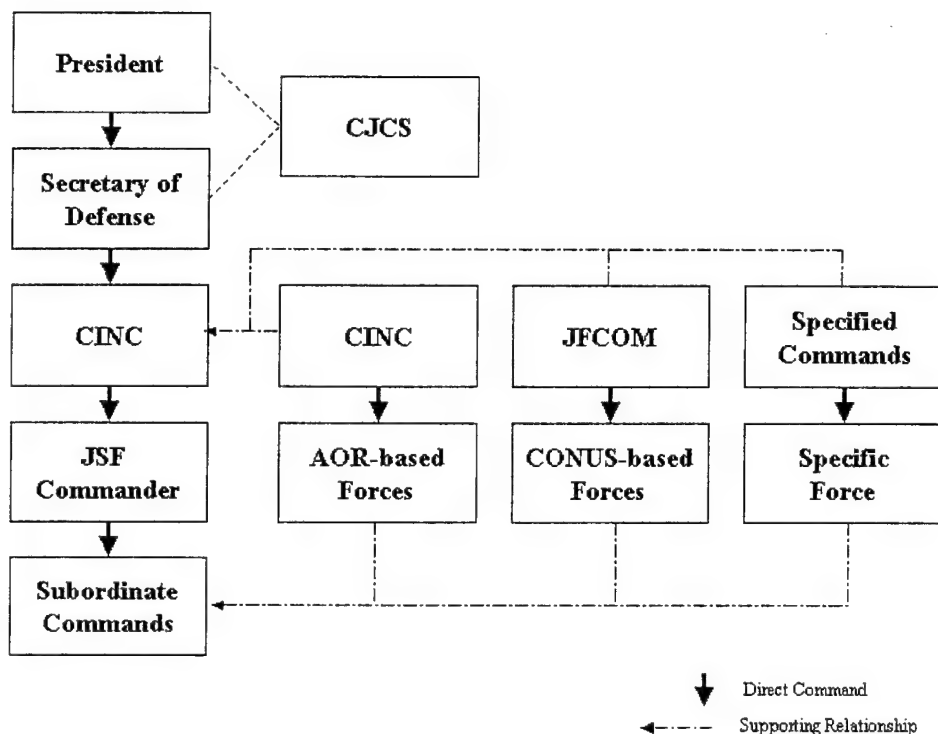 President
CJCS
Secretary of
Defense
CINC
CINC
JFCOM
Specified
Commands
JSF
Commander
AOR-based
Forces
CONUS-based
Forces
Specific
Force
Subordinate
Commands
Direct Command
Supporting Relationship